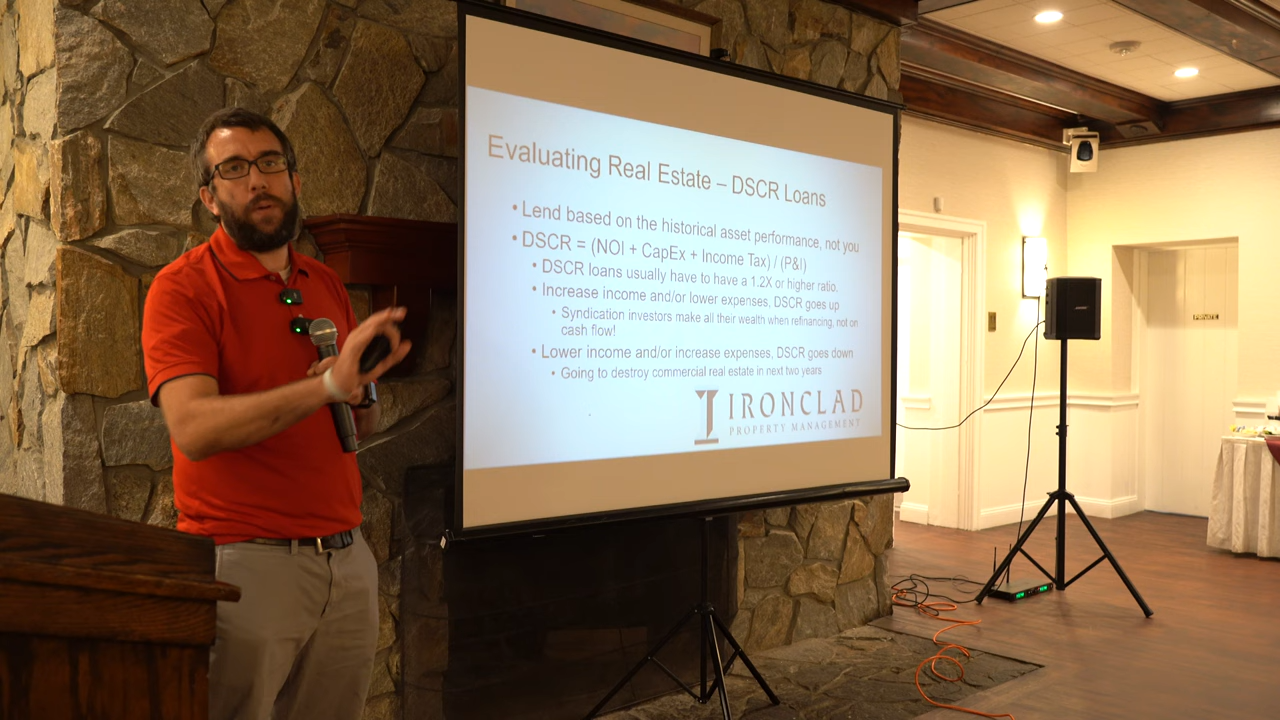 Evaluating Real Estate – DSCR Loans
• Lend based on the historical asset performance, not you
• DSCR = (NOI + CapEx + Income Tax) / (P&I)
• DSCR loans usually have to have a 1.2X or higher ratio.
• Increase income and/or lower expenses, DSCR goes up
• Syndication investors make all their wealth when refinancing, not on
cash flow!
• Lower income and/or increase expenses, DSCR goes down
• Going to destroy commercial real estate in next two years
IRONCLAD
PROPERTY MANAGEMENT
BOSE
PRIVATE